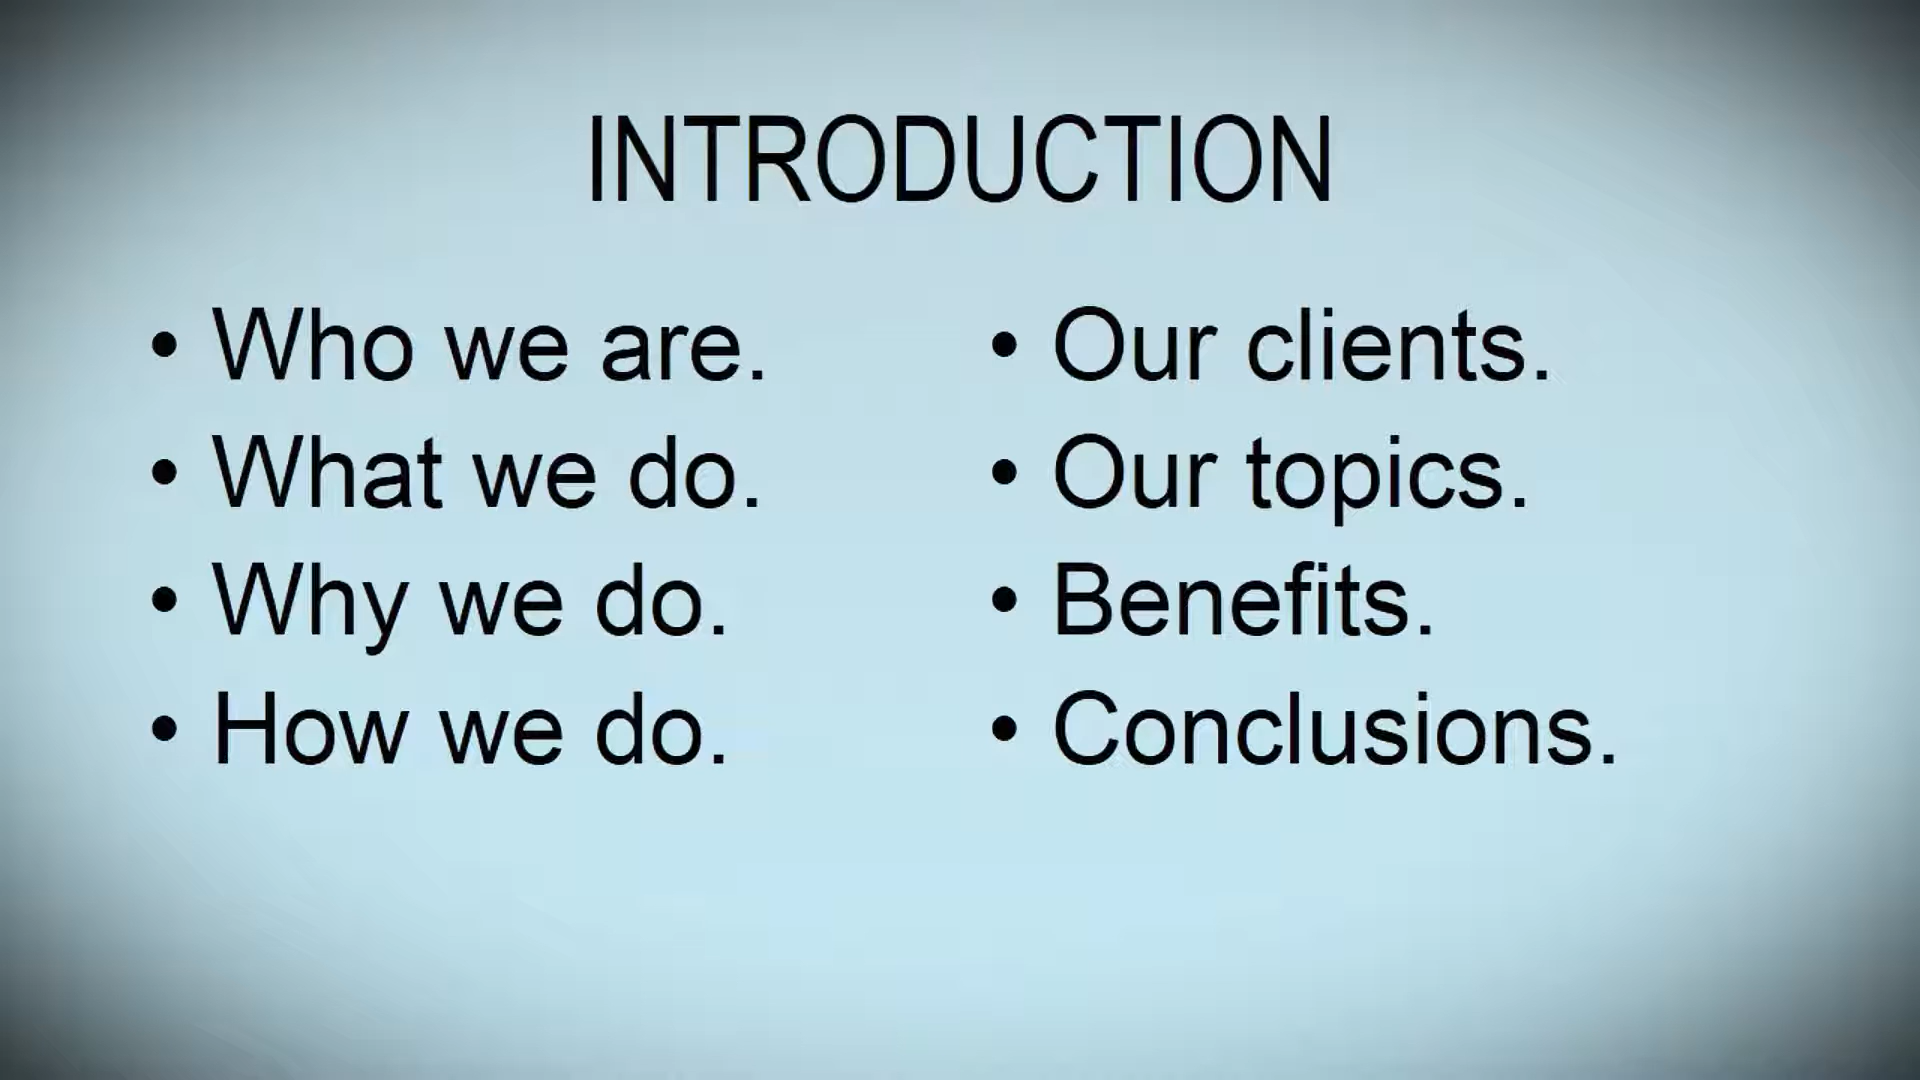 INTRODUCTION
• Who we are.
• What we do.
• Why we do.
• How we do.
• Our clients.
• Our topics.
• Benefits.
• Conclusions.